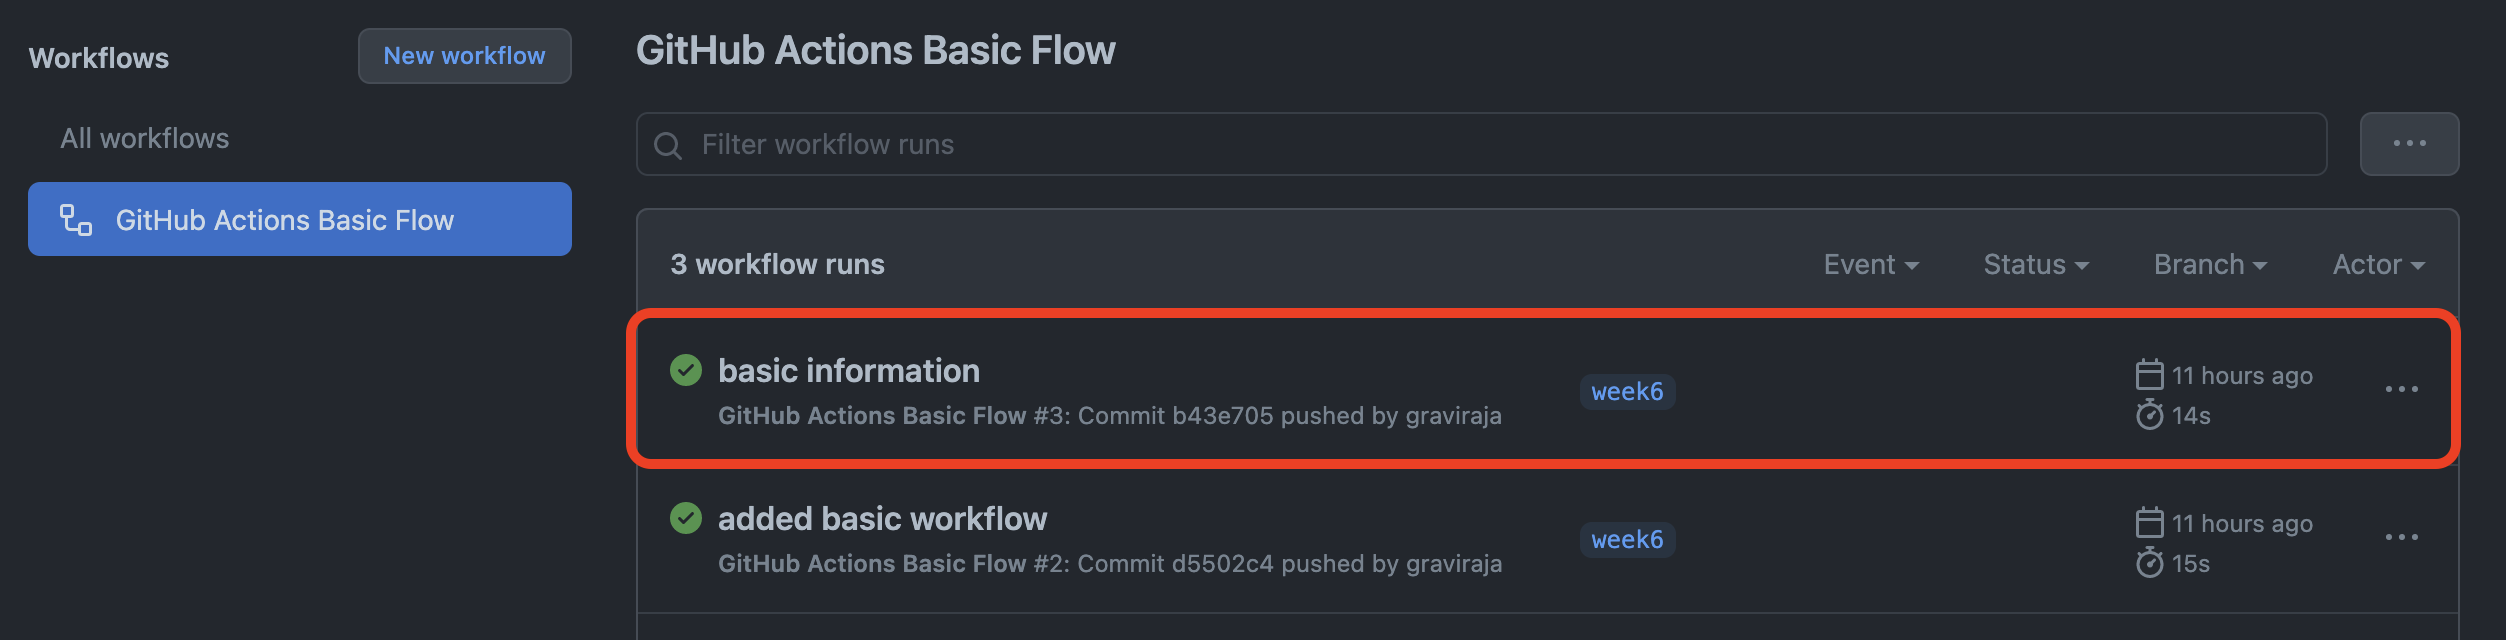 Workflows
New workflow
All workflows
GitHub Actions Basic Flow
GitHub Actions Basic Flow
Filter workflow runs
3 workflow runs
Event
Status
Branch
Actor
basic information
GitHub Actions Basic Flow #3: Commit b43e705 pushed by graviraja
week6
11 hours ago
14s
added basic workflow
GitHub Actions Basic Flow #2: Commit d5502c4 pushed by graviraja
week6
11 hours ago
15s